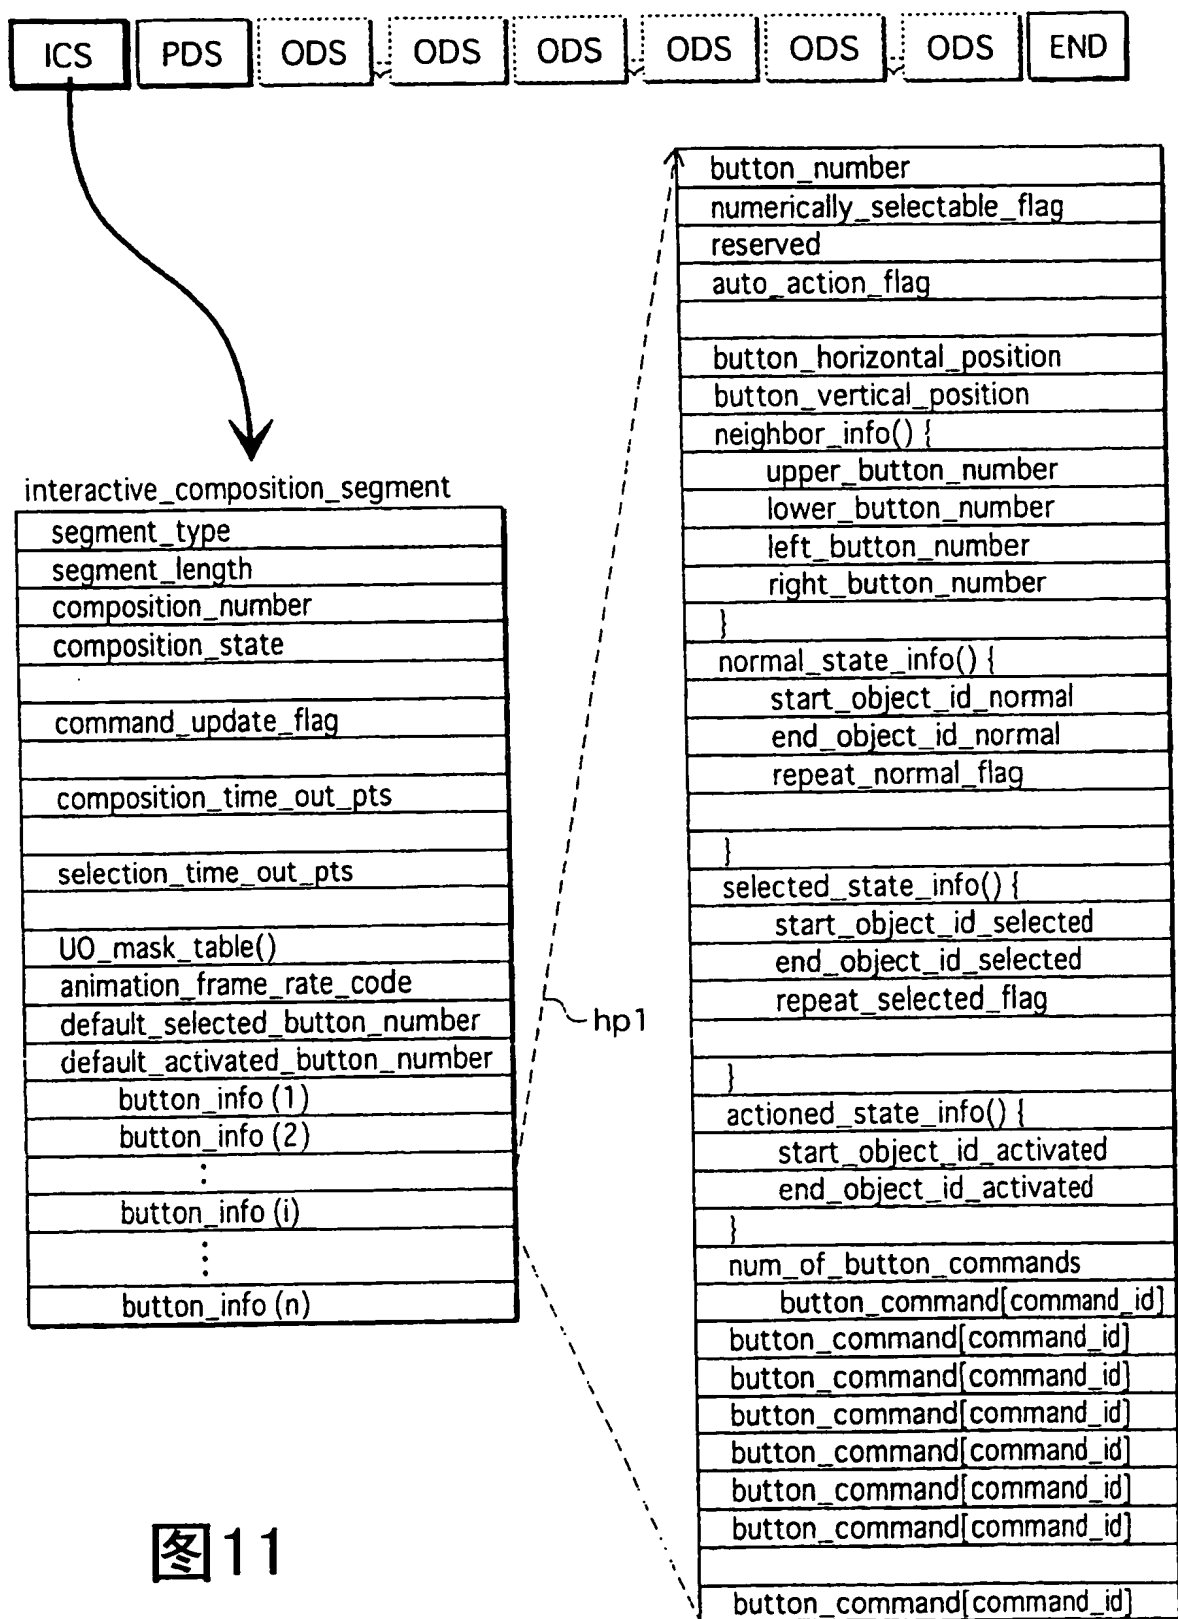 ICS PDS ODS ODS ODS ODS ODS ODS END
interactive_composition_segment
segment_type
segment_length
composition_number
composition_state
command_update_flag
composition_time_out_pts
selection_time_out_pts
UO_mask_table()
animation_frame_rate_code
default_selected_button_number
default_activated_button_number
button_info (1)
button_info (2)
⋮
button_info (i)
⋮
button_info (n)
hp1
button_number
numerically_selectable_flag
reserved
auto_action_flag
button_horizontal_position
button_vertical_position
neighbor_info() {
upper_button_number
lower_button_number
left_button_number
right_button_number
}
normal_state_info() {
start_object_id_normal
end_object_id_normal
repeat_normal_flag
}
selected_state_info() {
start_object_id_selected
end_object_id_selected
repeat_selected_flag
}
actioned_state_info() {
start_object_id_activated
end_object_id_activated
}
num_of_button_commands
button_command[command_id]
button_command[command_id]
button_command[command_id]
button_command[command_id]
button_command[command_id]
button_command[command_id]
button_command[command_id]
button_command[command_id]
图11